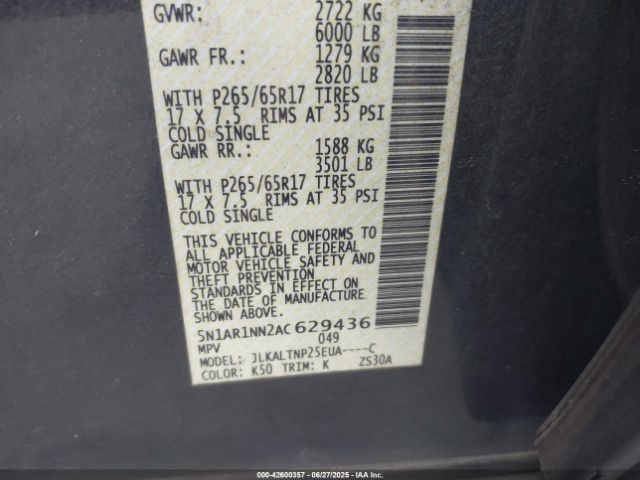 GVWR: 2722 KG
6000 LB
GAWR FR.: 1279 KG
2820 LB
WITH P265/65R17 TIRES
17 X 7.5 RIMS AT 35 PSI
COLD SINGLE
GAWR RR.: 1588 KG
3501 LB
WITH P265/65R17 TIRES
17 X 7.5 RIMS AT 35 PSI
COLD SINGLE
THIS VEHICLE CONFORMS TO
ALL APPLICABLE FEDERAL
MOTOR VEHICLE SAFETY AND
THEFT PREVENTION
STANDARDS IN EFFECT ON
THE DATE OF MANUFACTURE
SHOWN ABOVE.
5N1AR1NN2AC629436
MPV 049
MODEL: JLKALTNP25EUA----C
COLOR: K50 TRIM: K ZS30A
000-42600357 | 06/27/2025 | IAA Inc.